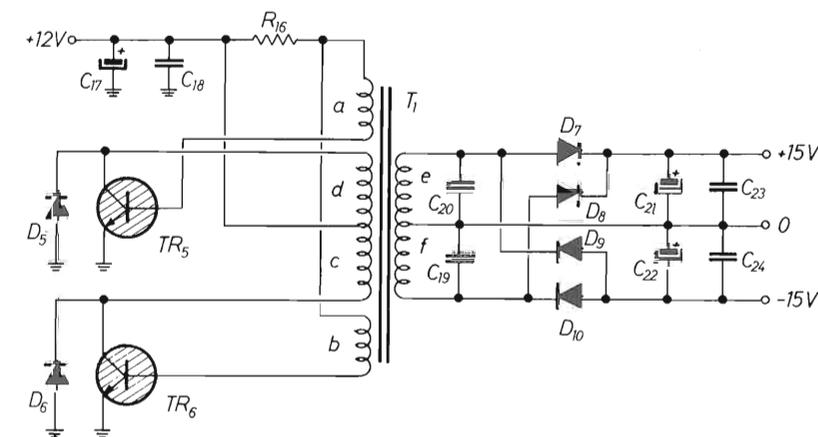 R16
+12V
+
C17
C18
a
T1
D7
+15V
d
e
+
D5
TR5
C20
D8
C21
C23
0
D9
c
f
+
C19
C22
C24
-15V
b
D10
D6
TR6